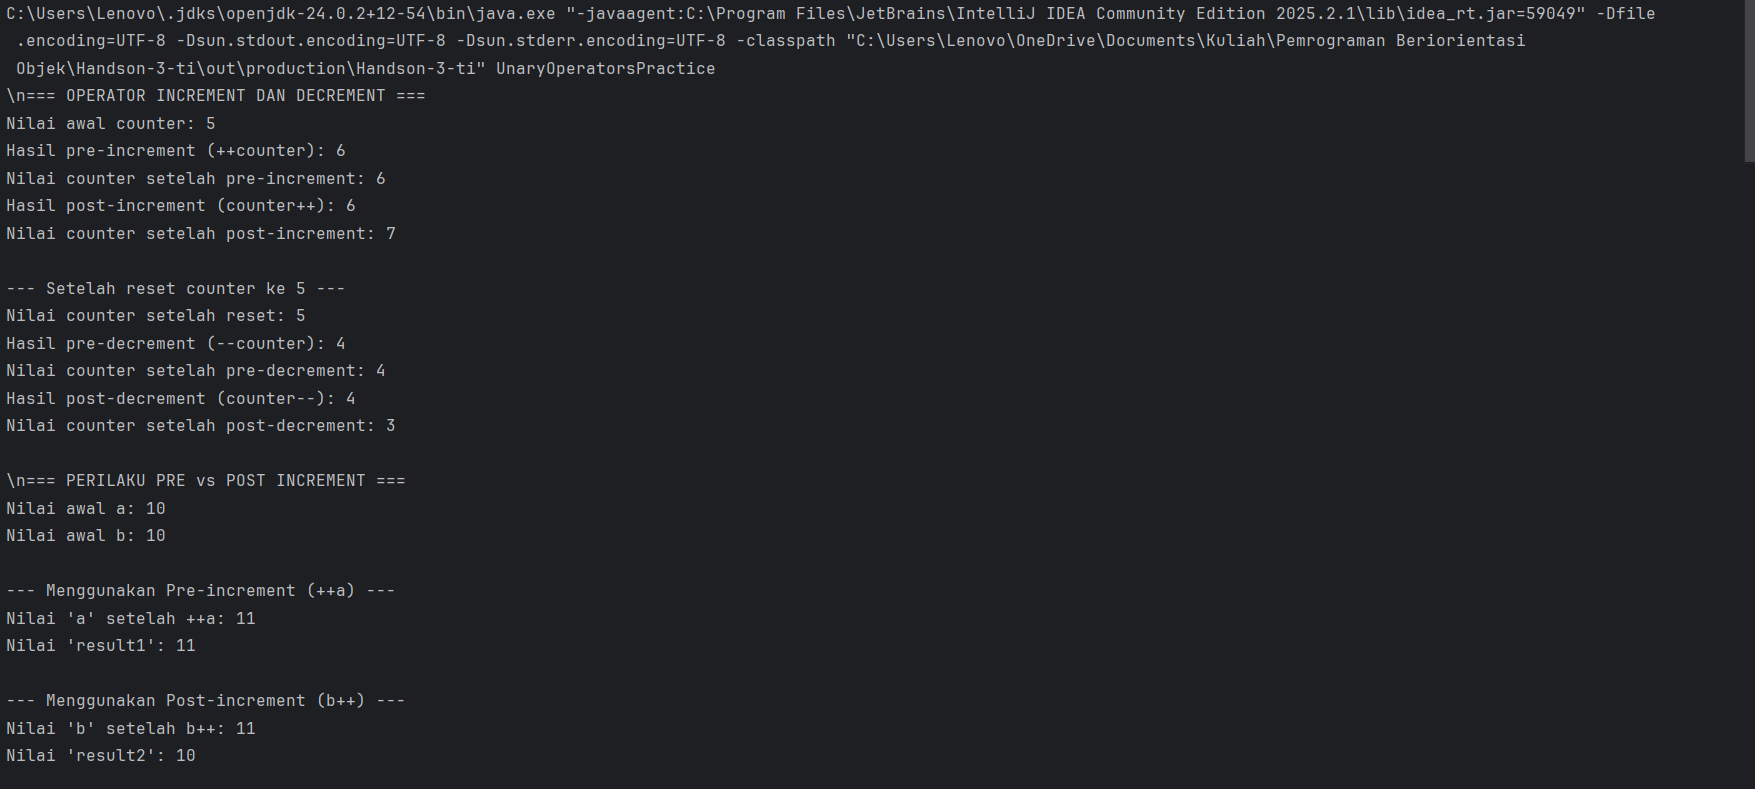 C:\Users\Lenovo\.jdks\openjdk-24.0.2+12-54\bin\java.exe "-javaagent:C:\Program Files\JetBrains\IntelliJ IDEA Community Edition 2025.2.1\lib\idea_rt.jar=59049" -Dfile
.encoding=UTF-8 -Dsun.stdout.encoding=UTF-8 -Dsun.stderr.encoding=UTF-8 -classpath "C:\Users\Lenovo\OneDrive\Documents\Kuliah\Pemrograman Beriorientasi
Objek\Handson-3-ti\out\production\Handson-3-ti" UnaryOperatorsPractice
\n=== OPERATOR INCREMENT DAN DECREMENT ===
Nilai awal counter: 5
Hasil pre-increment (++counter): 6
Nilai counter setelah pre-increment: 6
Hasil post-increment (counter++): 6
Nilai counter setelah post-increment: 7
--- Setelah reset counter ke 5 ---
Nilai counter setelah reset: 5
Hasil pre-decrement (--counter): 4
Nilai counter setelah pre-decrement: 4
Hasil post-decrement (counter--): 4
Nilai counter setelah post-decrement: 3
\n=== PERILAKU PRE vs POST INCREMENT ===
Nilai awal a: 10
Nilai awal b: 10
--- Menggunakan Pre-increment (++a) ---
Nilai 'a' setelah ++a: 11
Nilai 'result1': 11
--- Menggunakan Post-increment (b++) ---
Nilai 'b' setelah b++: 11
Nilai 'result2': 10